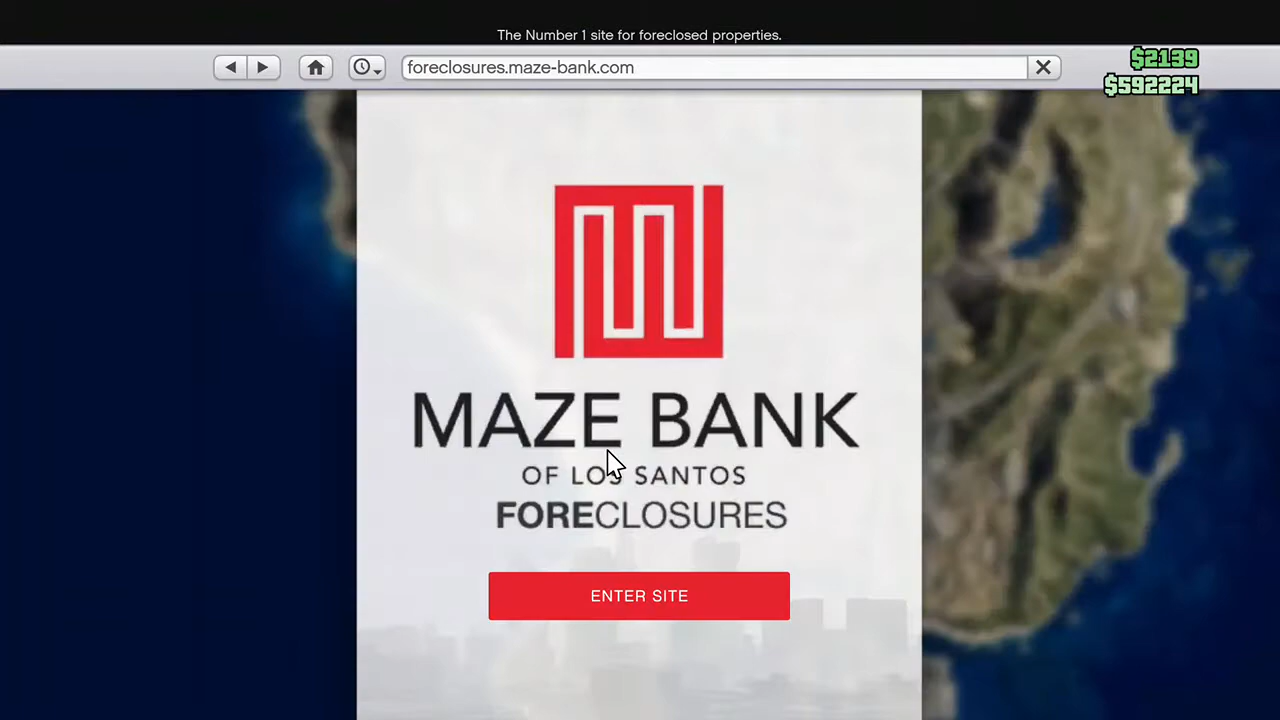 The Number 1 site for foreclosed properties.
foreclosures.maze-bank.com
$2139
$592224
MAZE BANK
OF LOS SANTOS
FORECLOSURES
ENTER SITE